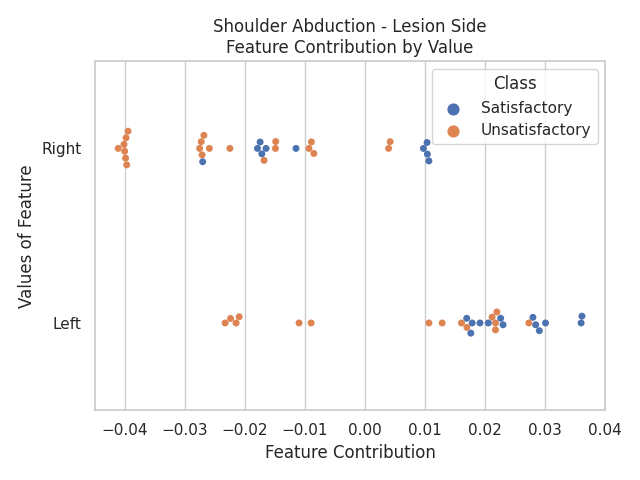 Shoulder Abduction - Lesion Side
Feature Contribution by Value
Class
Satisfactory
Unsatisfactory
Values of Feature
Right
Left
−0.04 −0.03 −0.02 −0.01 0.00 0.01 0.02 0.03 0.04
Feature Contribution